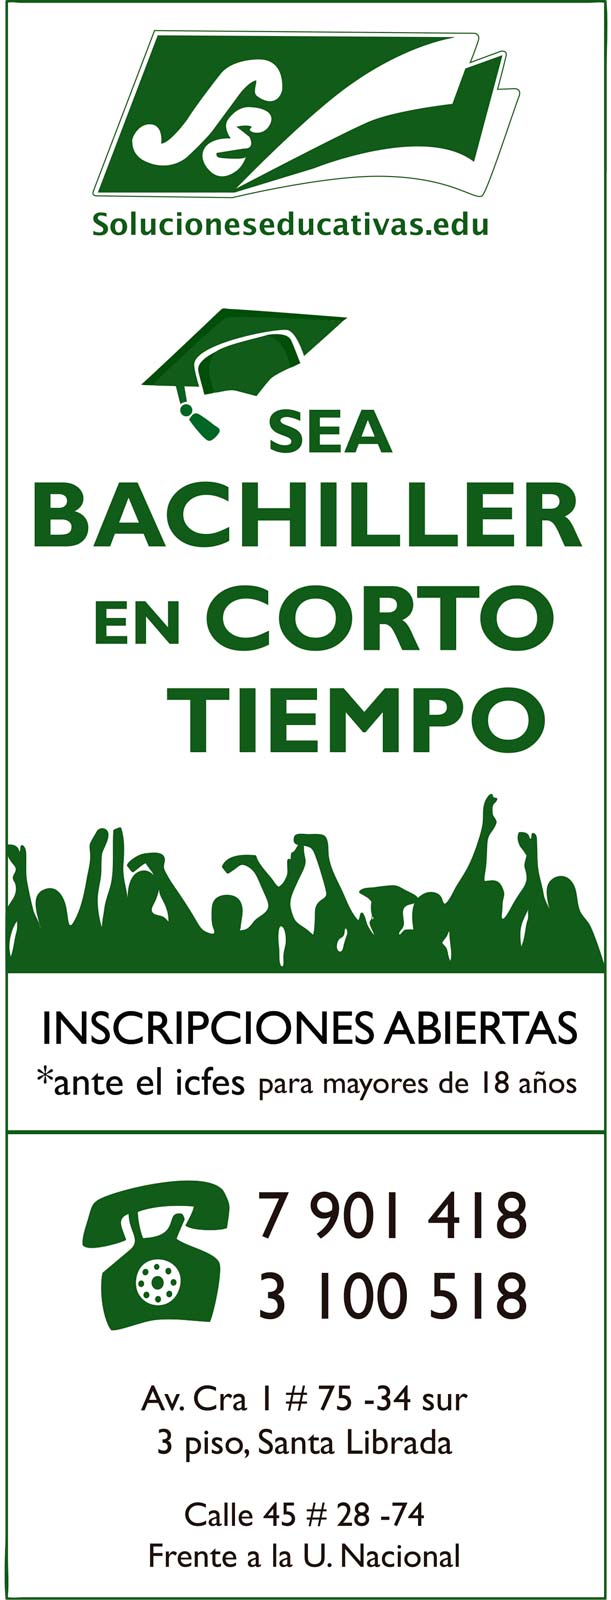 SE
Solucioneseducativas.edu
SEA
BACHILLER
EN CORTO
TIEMPO
INSCRIPCIONES ABIERTAS
*ante el icfes para mayores de 18 años
7 901 418
3 100 518
Av. Cra 1 # 75 -34 sur
3 piso, Santa Librada
Calle 45 # 28 -74
Frente a la U. Nacional